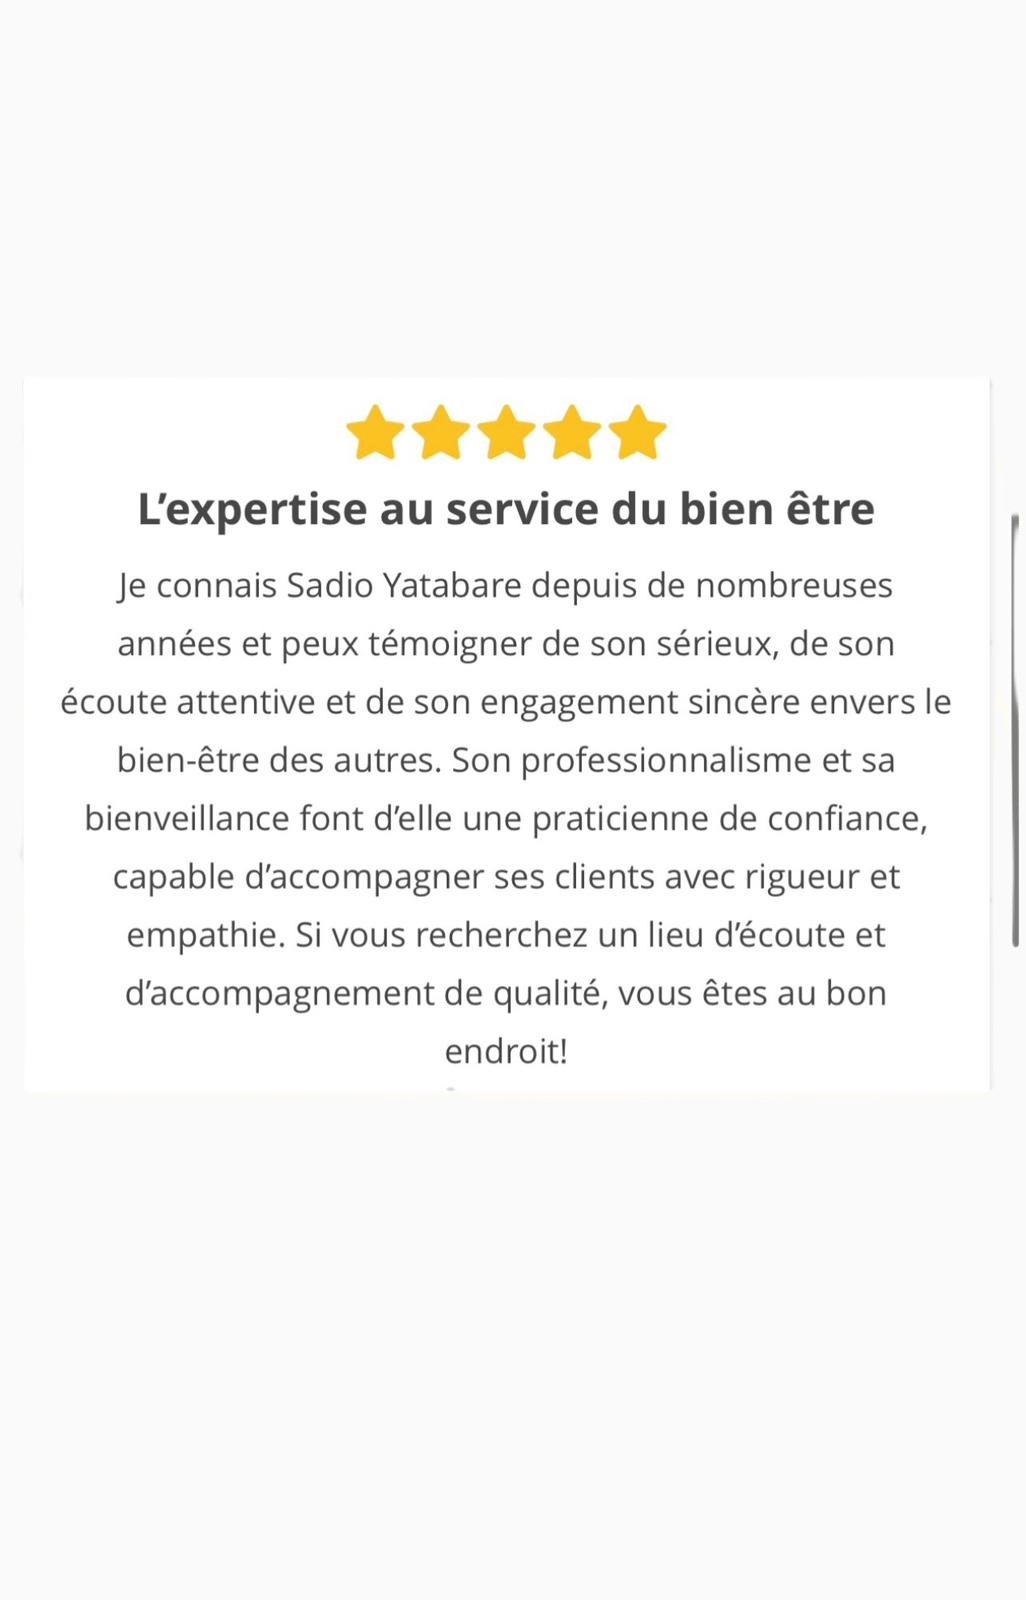 L’expertise au service du bien être
Je connais Sadio Yatabare depuis de nombreuses
années et peux témoigner de son sérieux, de son
écoute attentive et de son engagement sincère envers le
bien-être des autres. Son professionnalisme et sa
bienveillance font d’elle une praticienne de confiance,
capable d’accompagner ses clients avec rigueur et
empathie. Si vous recherchez un lieu d’écoute et
d’accompagnement de qualité, vous êtes au bon
endroit!